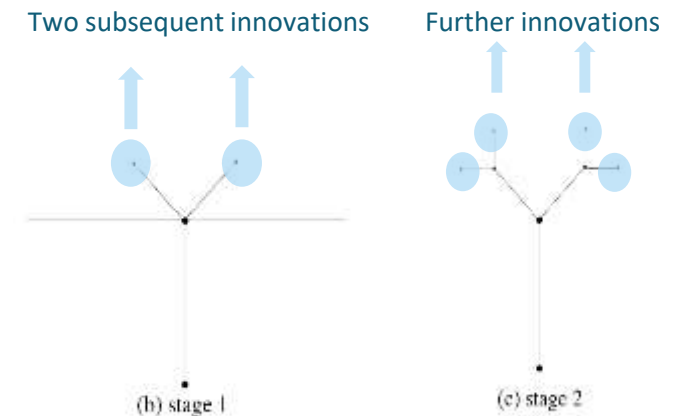 Two subsequent innovations
Further innovations
(b) stage 1
(c) stage 2